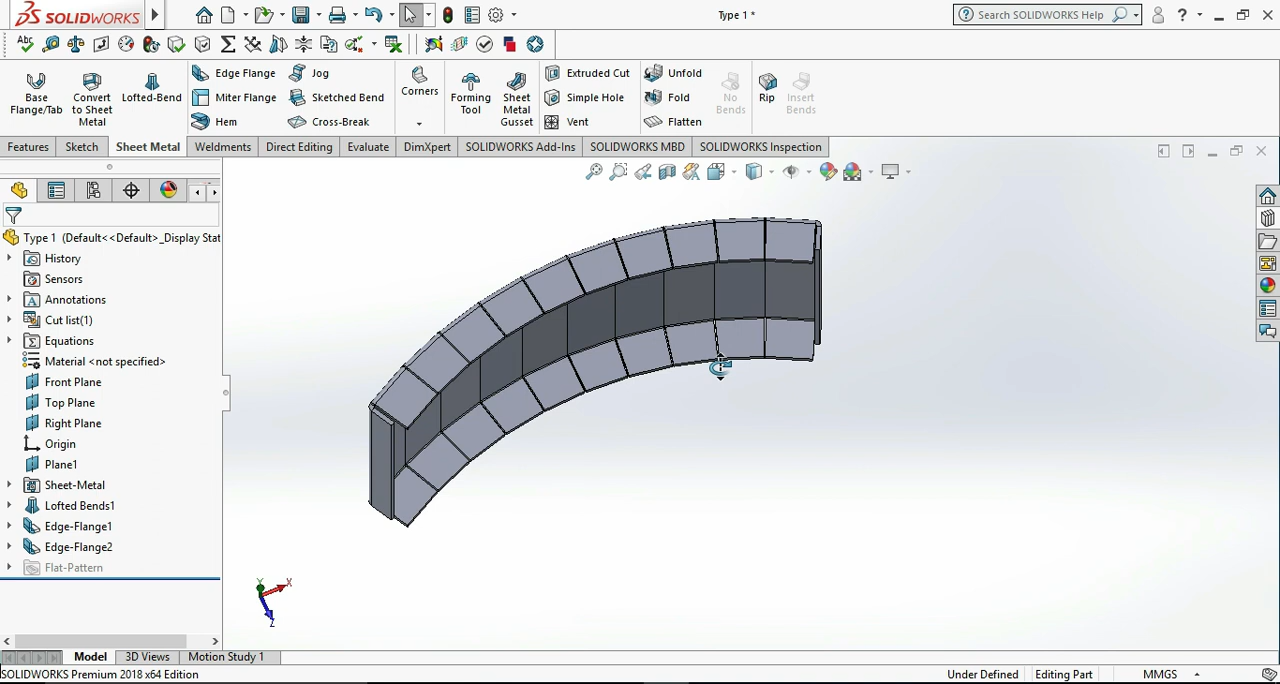 SOLIDWORKS
Type 1 *
Search SOLIDWORKS Help
Base Flange/Tab
Convert to Sheet Metal
Lofted-Bend
Edge Flange
Miter Flange
Hem
Jog
Sketched Bend
Cross-Break
Corners
Forming Tool
Sheet Metal Gusset
Extruded Cut
Simple Hole
Vent
Unfold
Fold
Flatten
No Bends
Rip
Insert Bends
Features
Sketch
Sheet Metal
Weldments
Direct Editing
Evaluate
DimXpert
SOLIDWORKS Add-Ins
SOLIDWORKS MBD
SOLIDWORKS Inspection
Type 1 (Default<<Default>_Display Stat
History
Sensors
Annotations
Cut list(1)
Equations
Material <not specified>
Front Plane
Top Plane
Right Plane
Origin
Plane1
Sheet-Metal
Lofted Bends1
Edge-Flange1
Edge-Flange2
Flat-Pattern
Y
X
Z
Model
3D Views
Motion Study 1
SOLIDWORKS Premium 2018 x64 Edition
Under Defined
Editing Part
MMGS